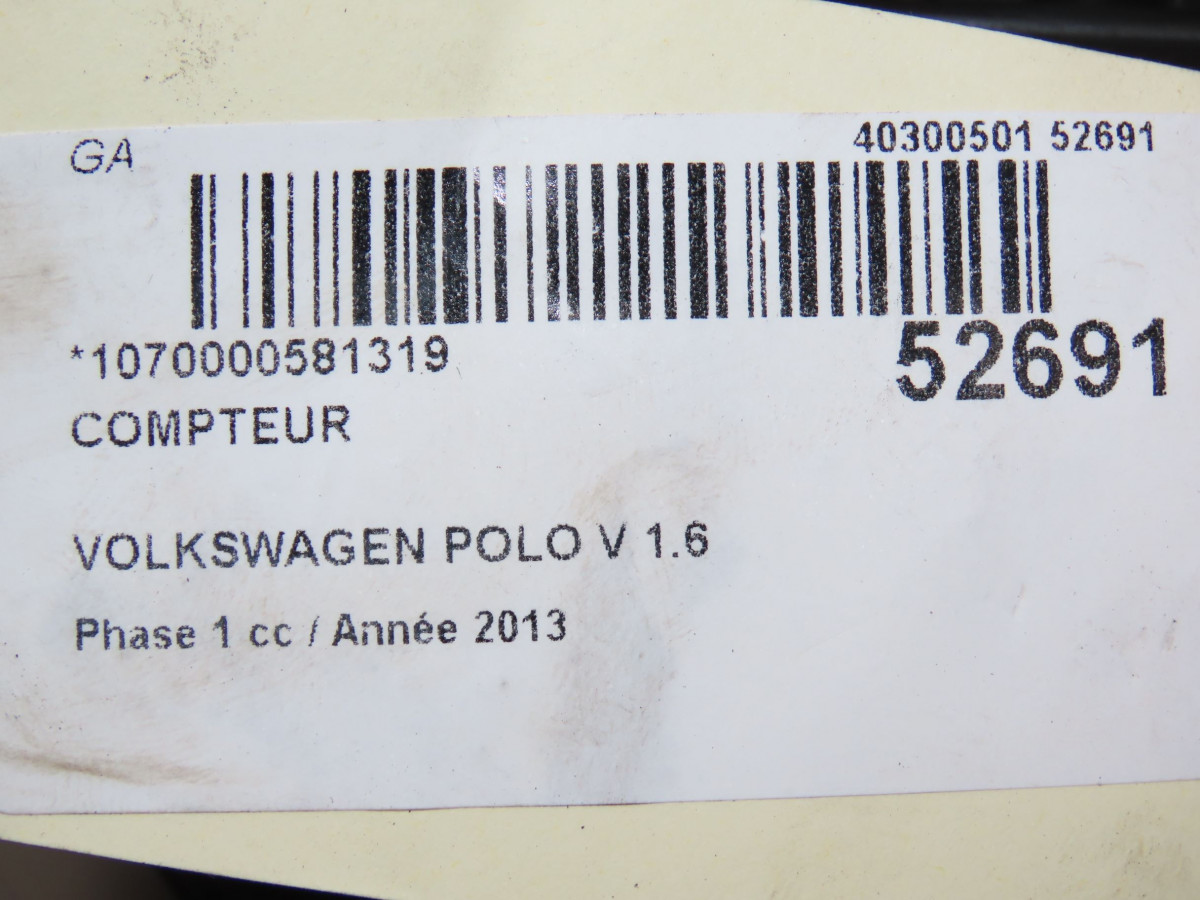 GA 40300501 52691
*1070000581319 52691
COMPTEUR
VOLKSWAGEN POLO V 1.6
Phase 1 cc / Année 2013